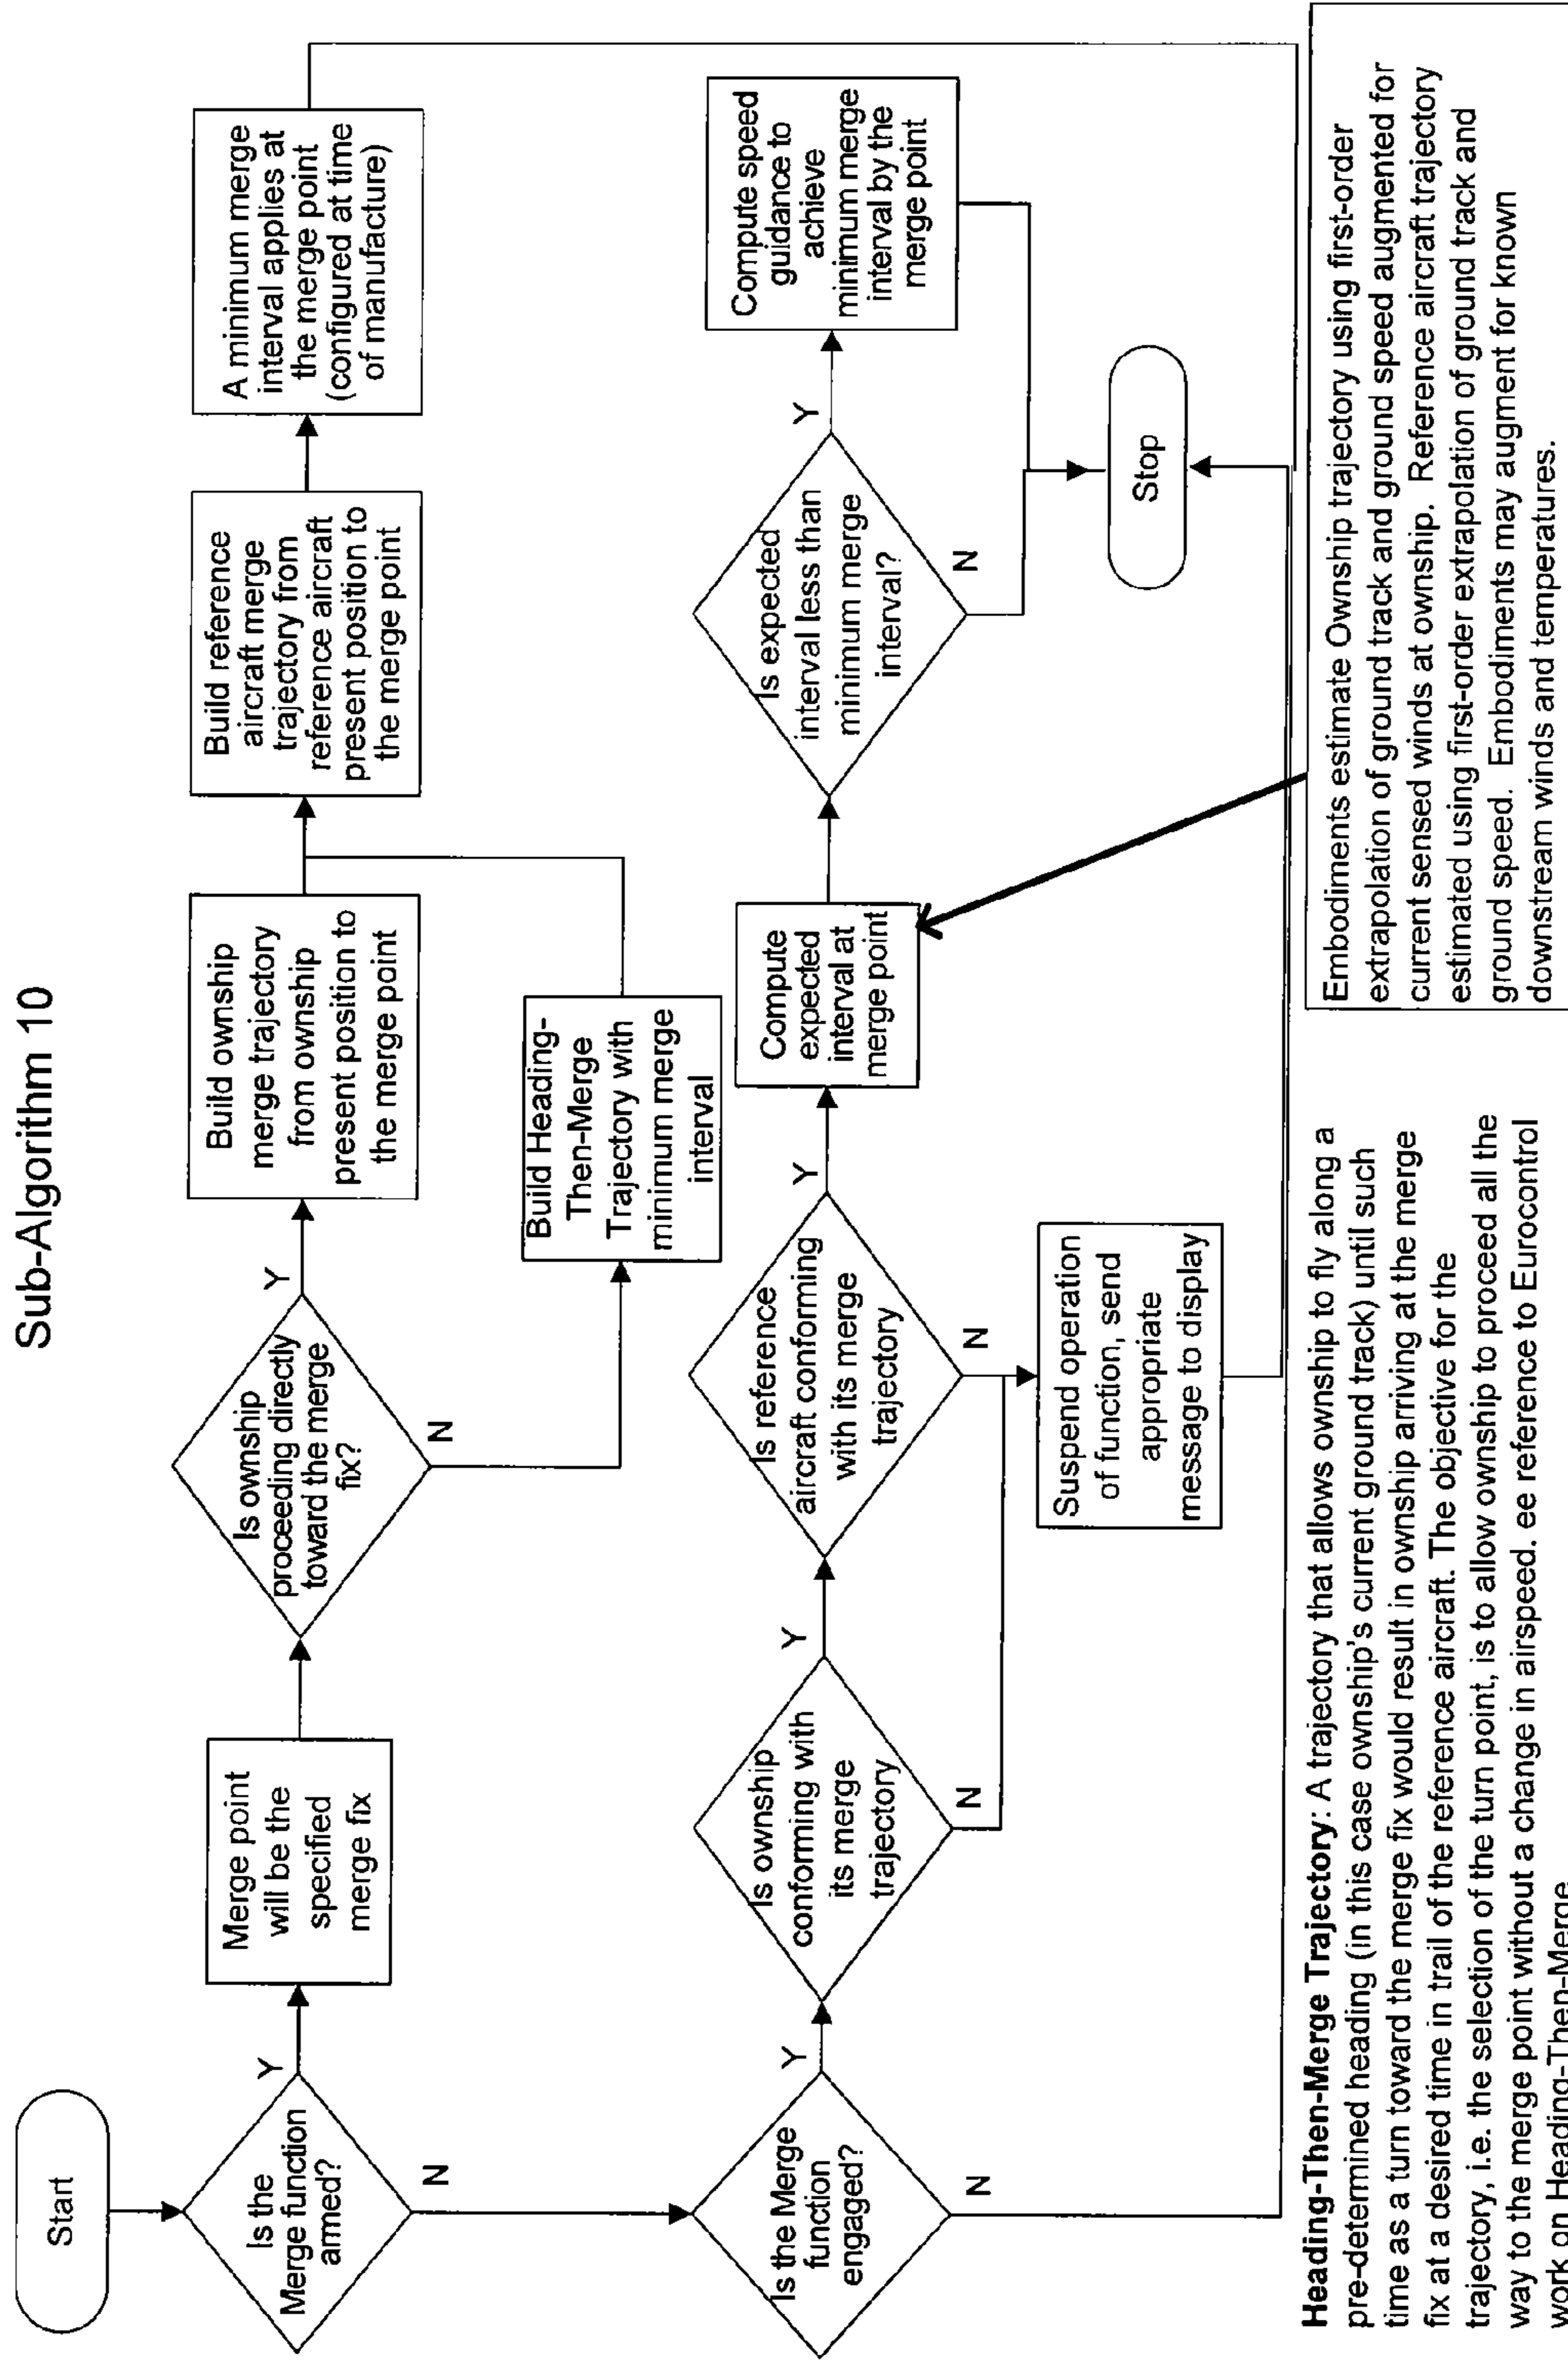 Sub-Algorithm 10
Start
Is the
Merge function
armed?
Y
N
Merge point
will be the
specified
merge fix
Is ownship
proceeding directly
toward the merge
fix?
Y
N
Build ownship
merge trajectory
from ownship
present position to
the merge point
Build Heading-
Then-Merge
Trajectory with
minimum merge
interval
Build reference
aircraft merge
trajectory from
reference aircraft
present position to
the merge point
A minimum merge
interval applies at
the merge point
(configured at time
of manufacture)
Is the Merge
function
engaged?
Y
N
Is ownship
conforming with
its merge
trajectory
Y
N
Is reference
aircraft conforming
with its merge
trajectory
Y
N
Suspend operation
of function, send
appropriate
message to display
Compute
expected
interval at
merge point
Is expected
interval less than
minimum merge
interval?
Y
N
Compute speed
guidance to
achieve
minimum merge
interval by the
merge point
Stop
Heading-Then-Merge Trajectory: A trajectory that allows ownship to fly along a
pre-determined heading (in this case ownship's current ground track) until such
time as a turn toward the merge fix would result in ownship arriving at the merge
fix at a desired time in trail of the reference aircraft. The objective for the
trajectory, i.e. the selection of the turn point, is to allow ownship to proceed all the
way to the merge point without a change in airspeed. ee reference to Eurocontrol
work on Heading-Then-Merge
Embodiments estimate Ownship trajectory using first-order
extrapolation of ground track and ground speed augmented for
current sensed winds at ownship. Reference aircraft trajectory
estimated using first-order extrapolation of ground track and
ground speed. Embodiments may augment for known
downstream winds and temperatures.